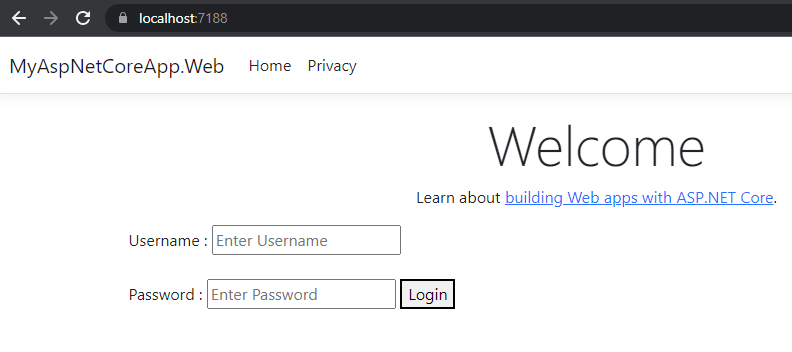 localhost:7188
MyAspNetCoreApp.Web Home Privacy
Welcome
Learn about building Web apps with ASP.NET Core.
Username : Enter Username
Password : Enter Password Login